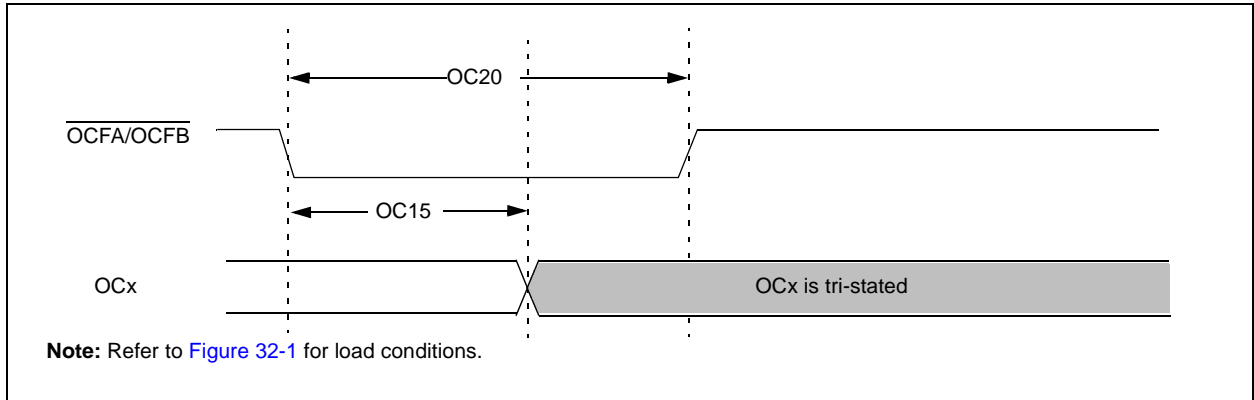 OC20
OCFA/OCFB
OC15
OCx
OCx is tri-stated
Note: Refer to Figure 32-1 for load conditions.